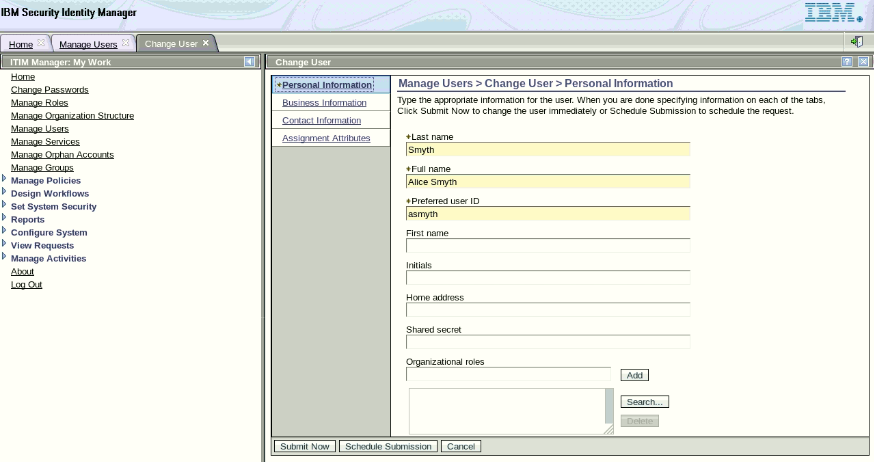 IBM Security Identity Manager
IBM
Home
Manage Users
Change User
ITIM Manager: My Work
Home
Change Passwords
Manage Roles
Manage Organization Structure
Manage Users
Manage Services
Manage Orphan Accounts
Manage Groups
Manage Policies
Design Workflows
Set System Security
Reports
Configure System
View Requests
Manage Activities
About
Log Out
Change User
Personal Information
Business Information
Contact Information
Assignment Attributes
Manage Users > Change User > Personal Information
Type the appropriate information for the user. When you are done specifying information on each of the tabs,
Click Submit Now to change the user immediately or Schedule Submission to schedule the request.
Last name
Smyth
Full name
Alice Smyth
Preferred user ID
asmyth
First name
Initials
Home address
Shared secret
Organizational roles
Add
Search...
Delete
Submit Now
Schedule Submission
Cancel